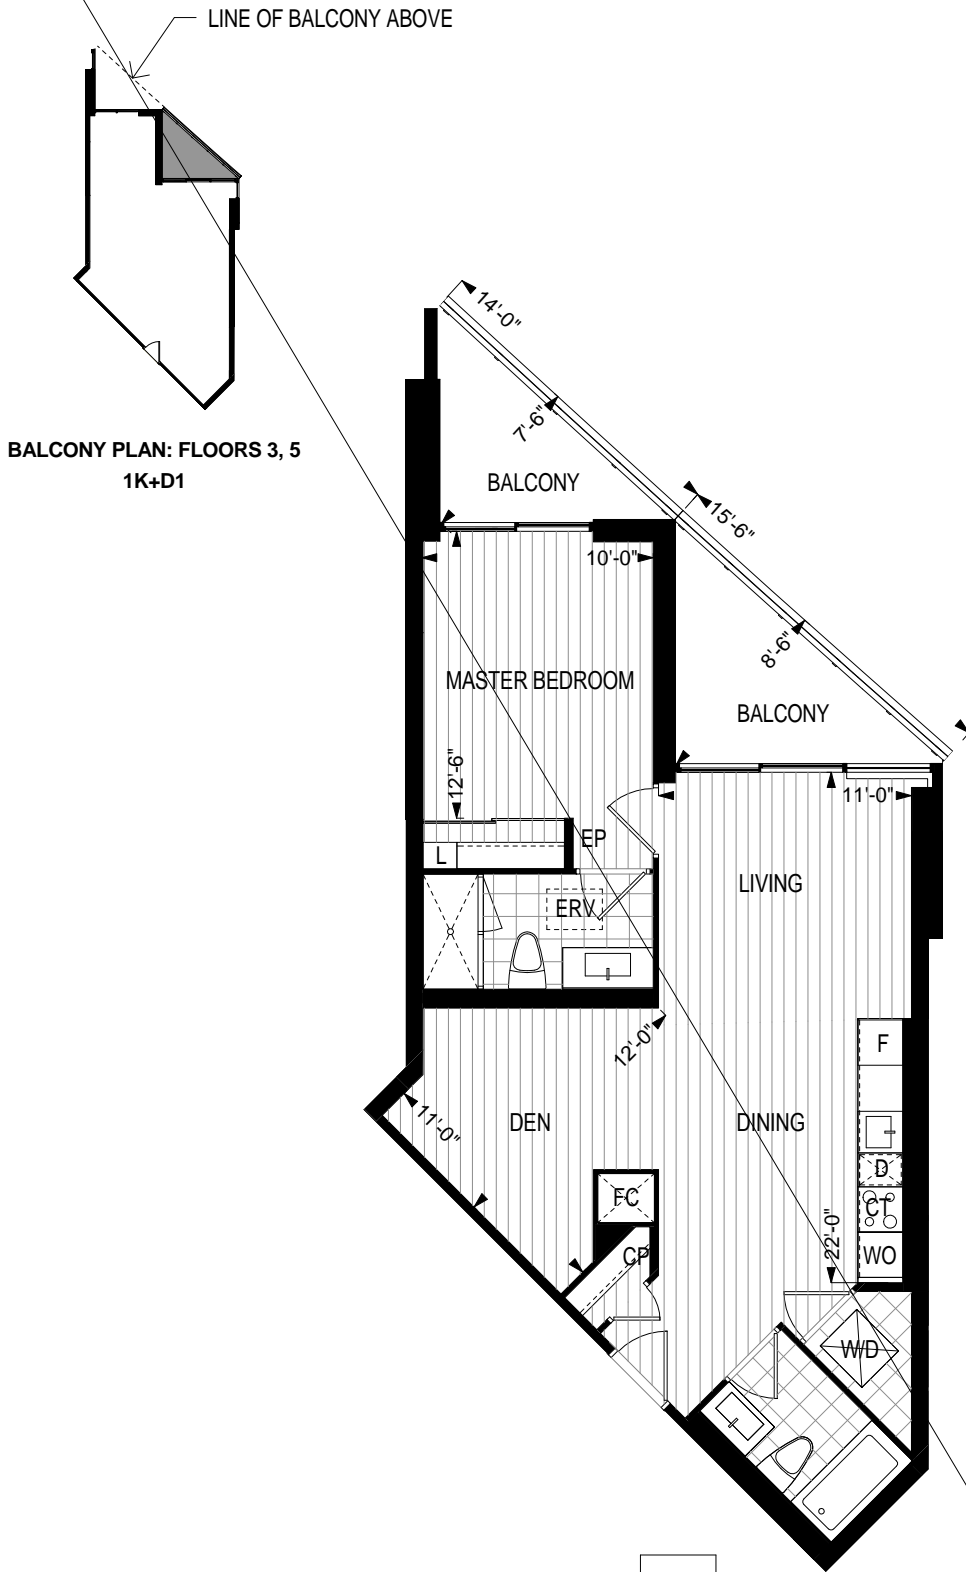 LINE OF BALCONY ABOVE
BALCONY PLAN: FLOORS 3, 5
1K+D1
14'-0"
7'-6"
BALCONY
15'-6"
10'-0"
8'-6"
MASTER BEDROOM
BALCONY
12'-6"
11'-0"
EP
L
LIVING
ERV
12'-0"
F
11'-0"
DEN
DINING
D
FC
CT
22'-0"
CP
WO
W/D